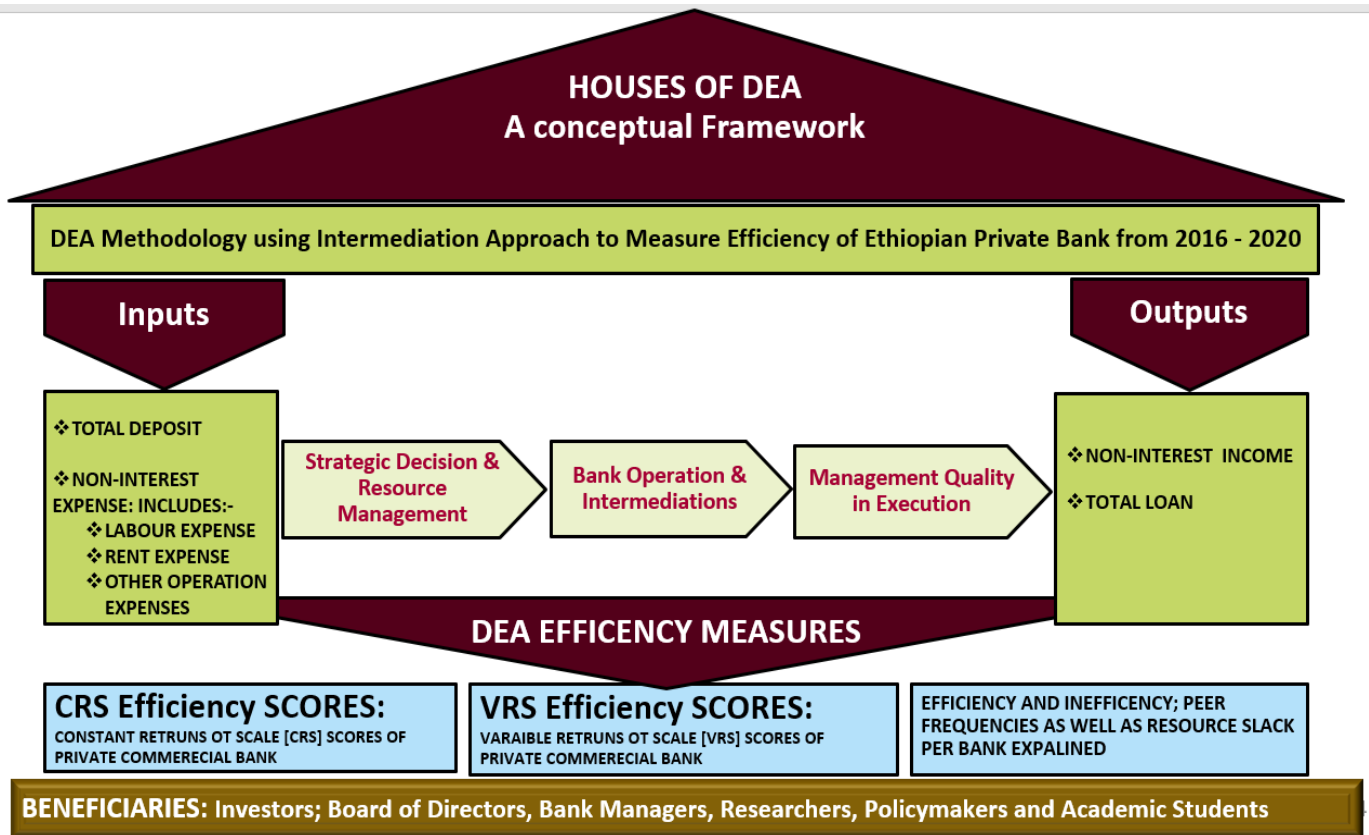 HOUSES OF DEA
A conceptual Framework
DEA Methodology using Intermediation Approach to Measure Efficiency of Ethiopian Private Bank from 2016 - 2020
Inputs
Outputs
❖TOTAL DEPOSIT
❖NON-INTEREST
EXPENSE: INCLUDES:-
❖LABOUR EXPENSE
❖RENT EXPENSE
❖OTHER OPERATION
EXPENSES
Strategic Decision &
Resource
Management
Bank Operation &
Intermediations
Management Quality
in Execution
❖NON-INTEREST INCOME
❖TOTAL LOAN
DEA EFFICENCY MEASURES
CRS Efficiency SCORES:
CONSTANT RETRUNS OT SCALE [CRS] SCORES OF
PRIVATE COMMERECIAL BANK
VRS Efficiency SCORES:
VARAIBLE RETRUNS OT SCALE [VRS] SCORES OF
PRIVATE COMMERECIAL BANK
EFFICIENCY AND INEFFICENCY; PEER
FREQUENCIES AS WELL AS RESOURCE SLACK
PER BANK EXPALINED
BENEFICIARIES: Investors; Board of Directors, Bank Managers, Researchers, Policymakers and Academic Students